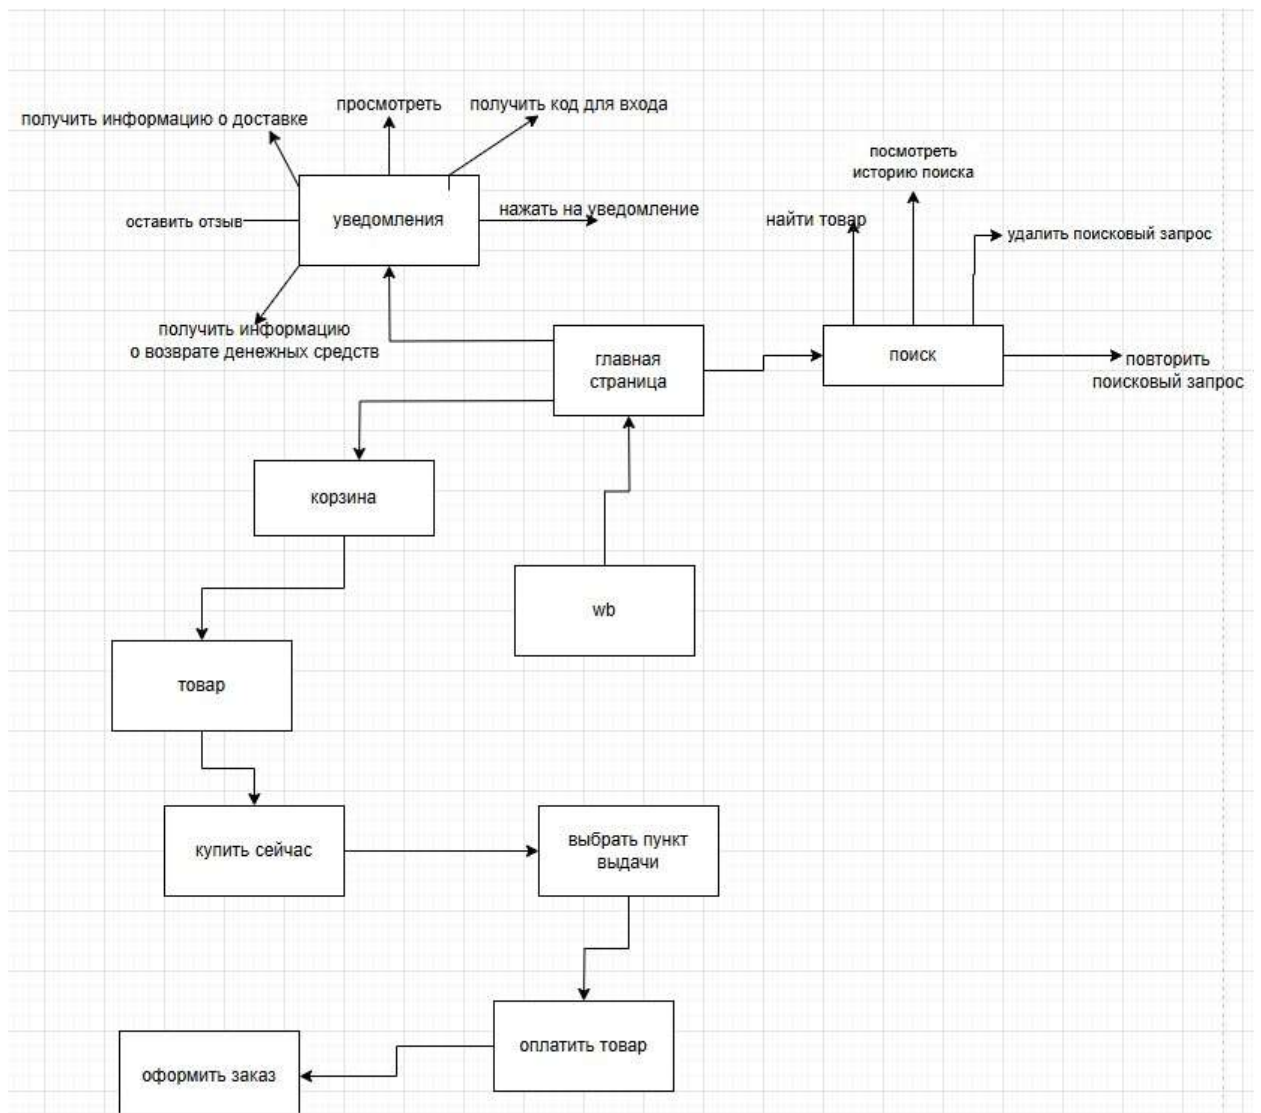 просмотреть
получить код для входа
получить информацию о доставке
посмотреть
историю поиска
оставить отзыв
уведомления
нажать на уведомление
найти товар
удалить поисковый запрос
получить информацию
о возврате денежных средств
главная
страница
поиск
повторить
поисковый запрос
корзина
wb
товар
купить сейчас
выбрать пункт
выдачи
оплатить товар
оформить заказ